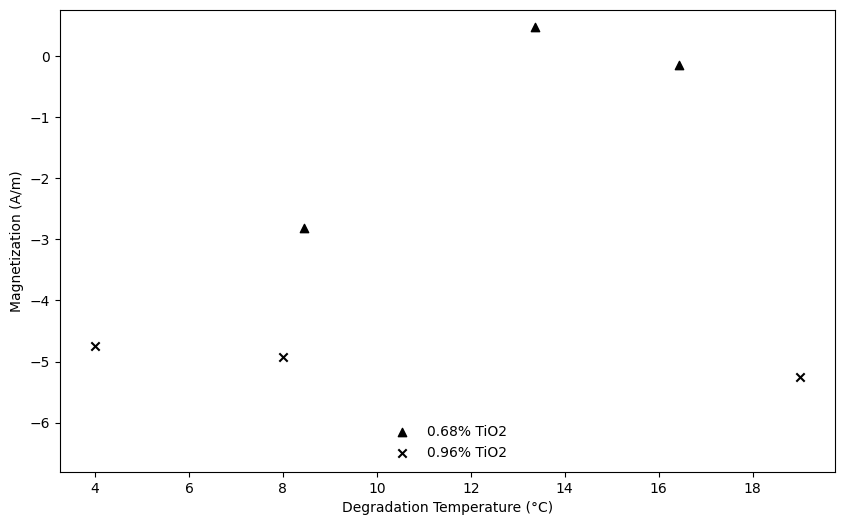 0
−1
−2
−3
−4
−5
−6
Magnetization (A/m)
0.68% TiO2
0.96% TiO2
4 6 8 10 12 14 16 18
Degradation Temperature (°C)